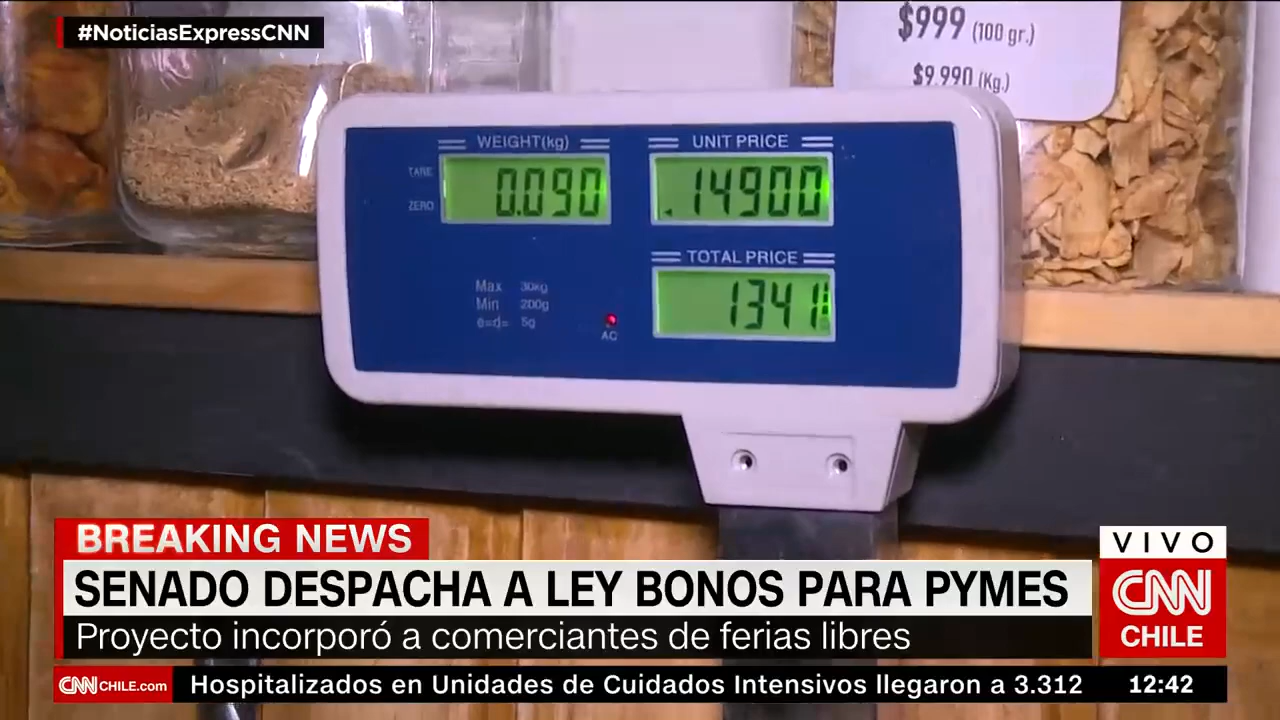 #NoticiasExpressCNN
$999 (100 gr.)
$9.990 (Kg.)
WEIGHT(kg)
UNIT PRICE
TARE
ZERO
0.090
14900
TOTAL PRICE
1341
Max 30kg
Min 200g
e=d= 5g
AC
BREAKING NEWS
SENADO DESPACHA A LEY BONOS PARA PYMES
Proyecto incorporó a comerciantes de ferias libres
VIVO
CNN
CHILE
CNNCHILE.com
Hospitalizados en Unidades de Cuidados Intensivos llegaron a 3.312
12:42